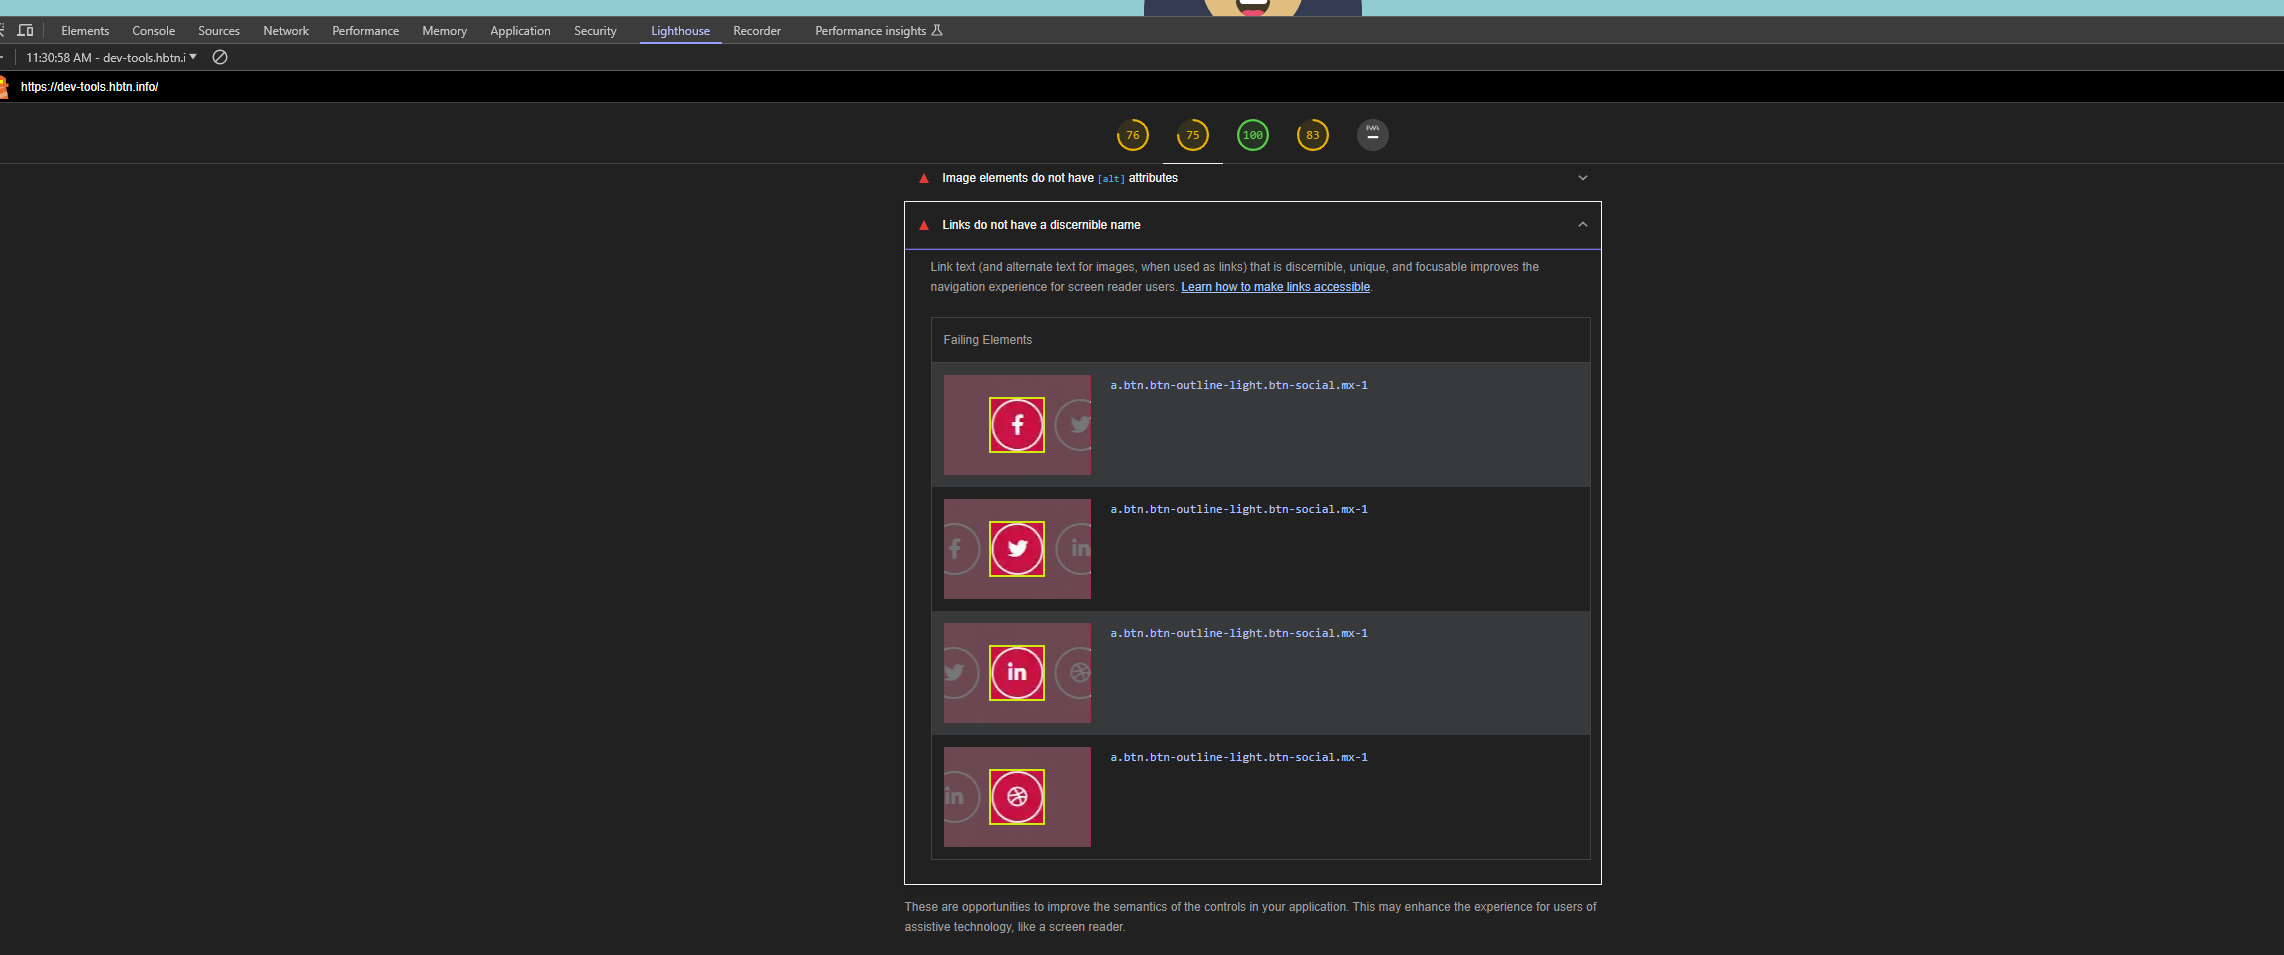 Elements Console Sources Network Performance Memory Application Security Lighthouse Recorder Performance insights
11:30:58 AM - dev-tools.hbtn.i
https://dev-tools.hbtn.info/
76 75 100 83 PWA
Image elements do not have [alt] attributes
Links do not have a discernible name
Link text (and alternate text for images, when used as links) that is discernible, unique, and focusable improves the
navigation experience for screen reader users. Learn how to make links accessible.
Failing Elements
a.btn.btn-outline-light.btn-social.mx-1
a.btn.btn-outline-light.btn-social.mx-1
a.btn.btn-outline-light.btn-social.mx-1
a.btn.btn-outline-light.btn-social.mx-1
These are opportunities to improve the semantics of the controls in your application. This may enhance the experience for users of
assistive technology, like a screen reader.